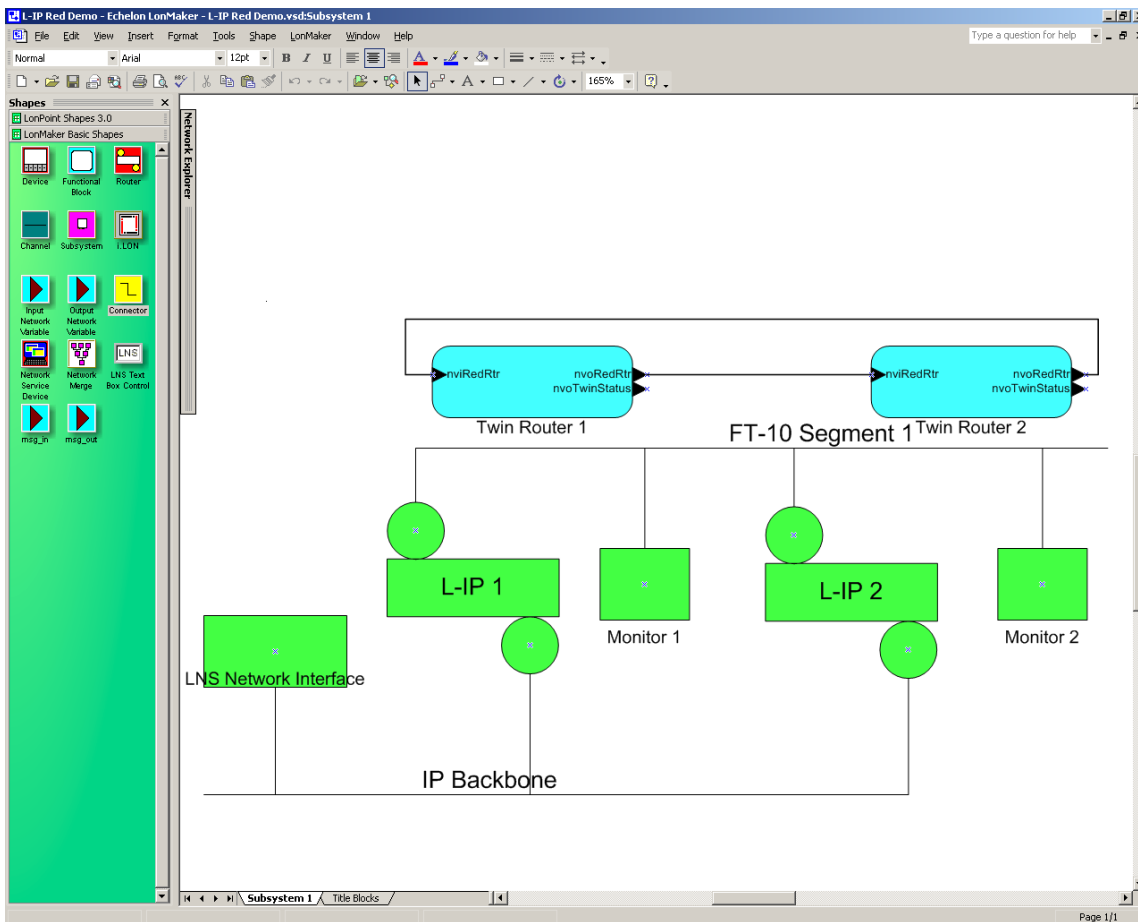 L-IP Red Demo - Echelon LonMaker - L-IP Red Demo.vsd:Subsystem 1
File Edit View Insert Format Tools Shape LonMaker Window Help
Type a question for help
Normal Arial 12pt B I U
165%
Shapes
LonPoint Shapes 3.0
LonMaker Basic Shapes
Device
Functional Block
Router
Channel
Subsystem
i.LON
Input Network Variable
Output Network Variable
Connector
Network Service Device
Network Merge
LNS
LNS Text Box Control
msg_in
msg_out
Network Explorer
nviRedRtr
nvoRedRtr
nvoTwinStatus
Twin Router 1
nviRedRtr
nvoRedRtr
nvoTwinStatus
Twin Router 2
FT-10 Segment 1
L-IP 1
Monitor 1
L-IP 2
Monitor 2
LNS Network Interface
IP Backbone
Subsystem 1
Title Blocks
Page 1/1